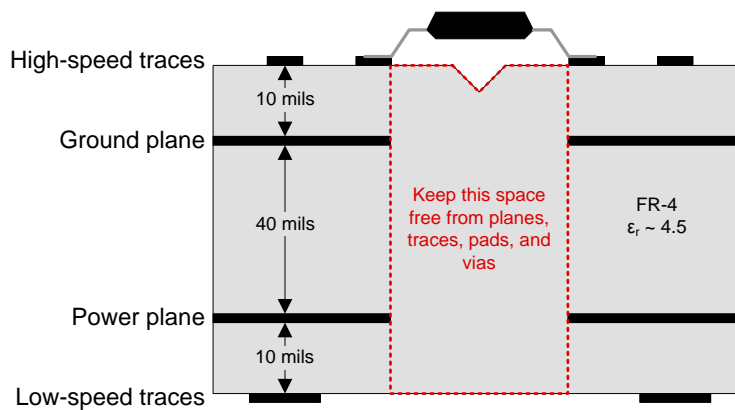 High-speed traces
10 mils
Ground plane
Keep this space
free from planes,
traces, pads, and
vias
FR-4
εr ~ 4.5
40 mils
Power plane
10 mils
Low-speed traces